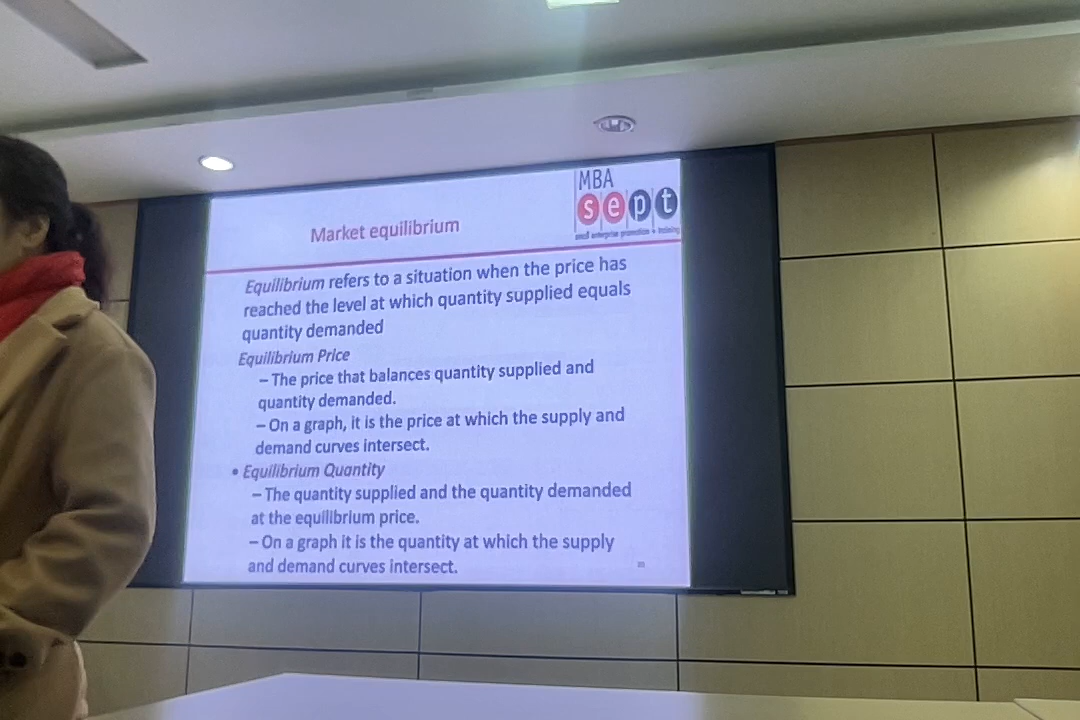 MBA
sept
small enterprise promotion + training
Market equilibrium
Equilibrium refers to a situation when the price has
reached the level at which quantity supplied equals
quantity demanded
Equilibrium Price
– The price that balances quantity supplied and
quantity demanded.
– On a graph, it is the price at which the supply and
demand curves intersect.
• Equilibrium Quantity
– The quantity supplied and the quantity demanded
at the equilibrium price.
– On a graph it is the quantity at which the supply
and demand curves intersect.